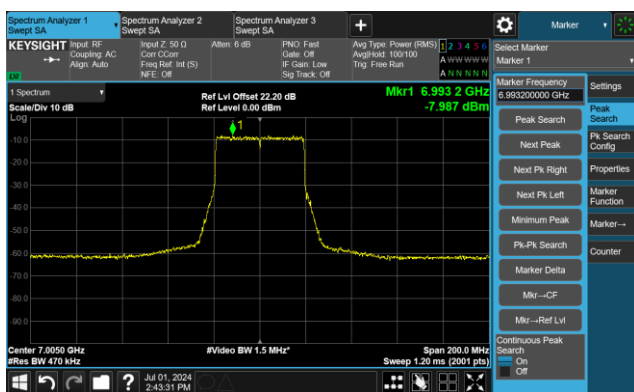 Spectrum Analyzer 1
Swept SA
Spectrum Analyzer 2
Swept SA
Spectrum Analyzer 3
Swept SA
+
Marker
KEYSIGHT
Input: RF
Coupling: AC
Align: Auto
Input Z: 50 Ω
Corr CCorr
Freq Ref: Int (S)
NFE: Off
Atten: 6 dB
PNO: Fast
Gate: Off
IF Gain: Low
Sig Track: Off
Avg Type: Power (RMS)
Avg|Hold: 100/100
Trig: Free Run
1 2 3 4 5 6
A W W W W W
A N N N N N
Select Marker
Marker 1
LXI
1 Spectrum
Scale/Div 10 dB
Log
Ref Lvl Offset 22.20 dB
Ref Level 0.00 dBm
Mkr1 6.993 2 GHz
-7.987 dBm
1
-10.0
-20.0
-30.0
-40.0
-50.0
-60.0
-70.0
-80.0
-90.0
Center 7.0050 GHz
#Res BW 470 kHz
#Video BW 1.5 MHz*
Span 200.0 MHz
Sweep 1.20 ms (2001 pts)
Marker Frequency
6.993200000 GHz
Peak Search
Next Peak
Next Pk Right
Next Pk Left
Minimum Peak
Pk-Pk Search
Marker Delta
Mkr→CF
Mkr→Ref Lvl
Continuous Peak
Search
On
Off
Settings
Peak
Search
Pk Search
Config
Properties
Marker
Function
Marker→
Counter
?
Jul 01, 2024
2:43:31 PM